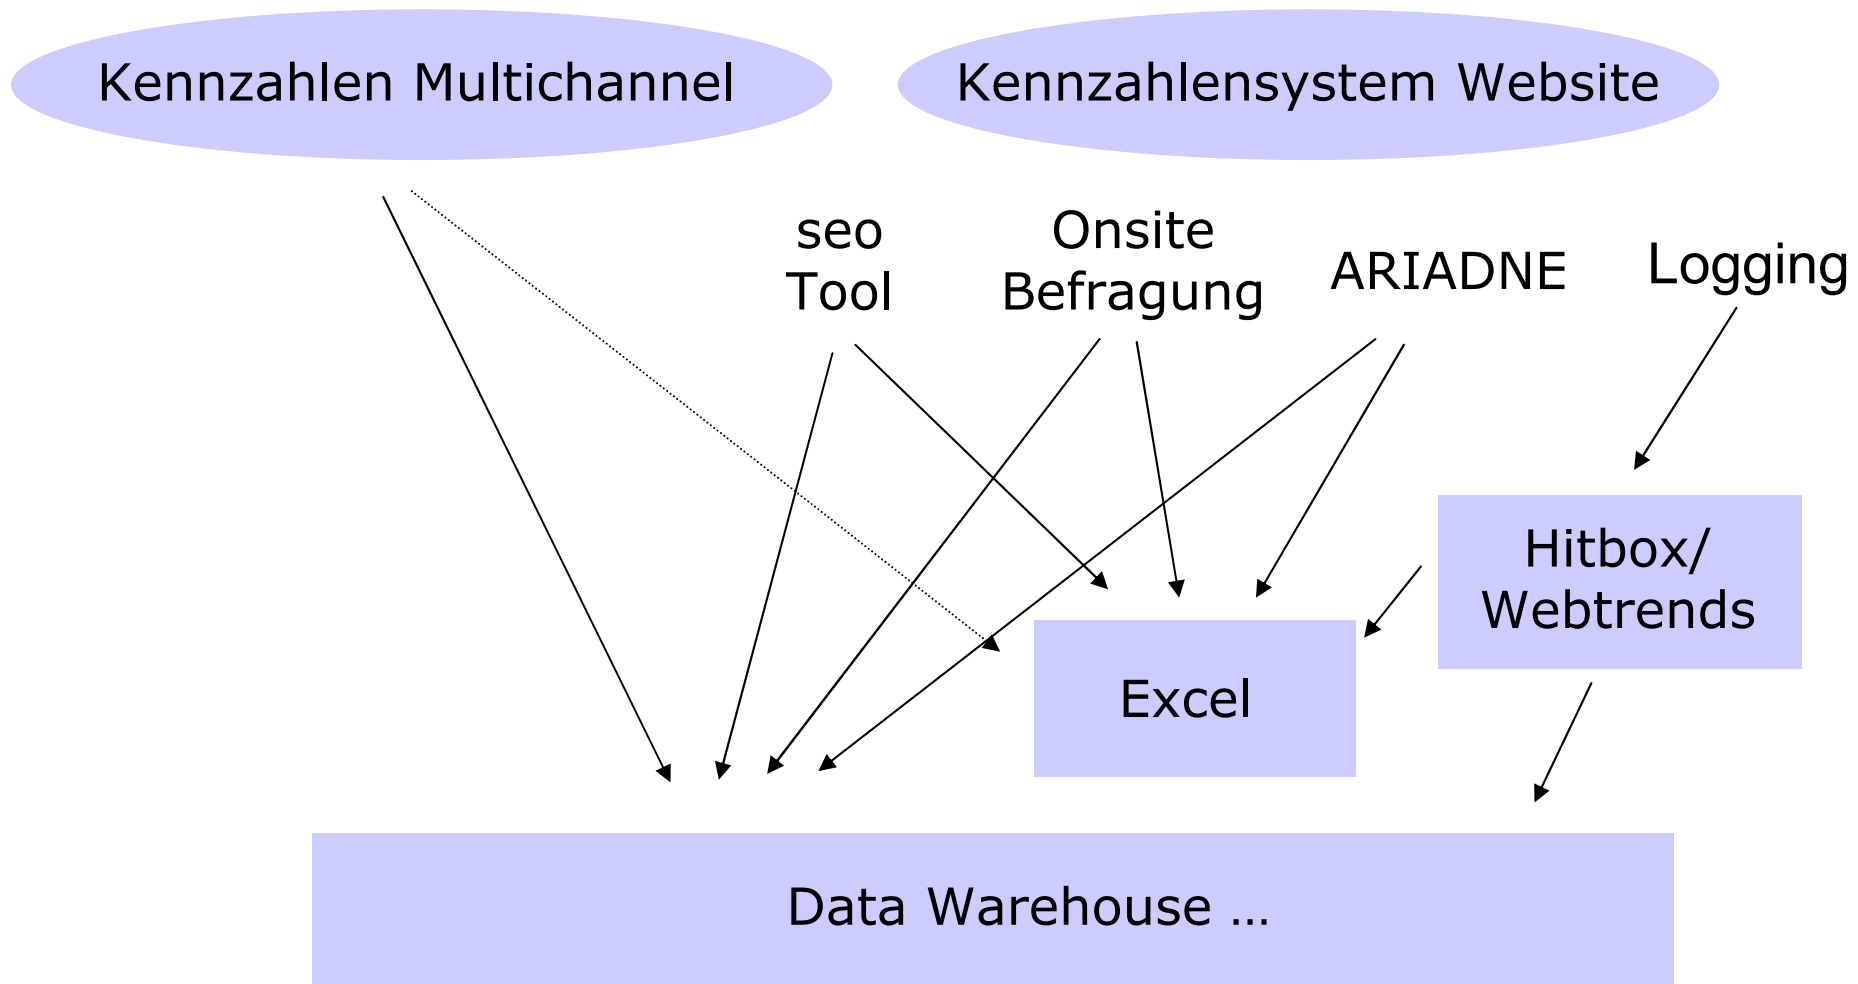 Kennzahlen Multichannel
Kennzahlensystem Website
seo
Tool
Onsite
Befragung
ARIADNE
Logging
Hitbox/
Webtrends
Excel
Data Warehouse …